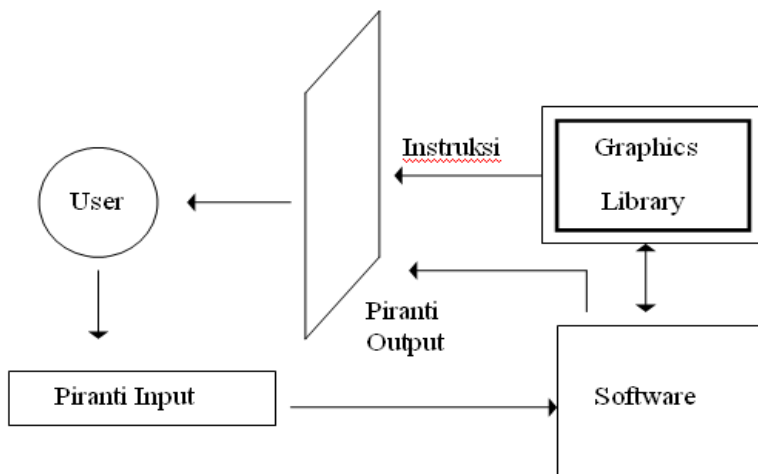 Instruksi
Graphics
Library
User
Piranti
Output
Piranti Input
Software